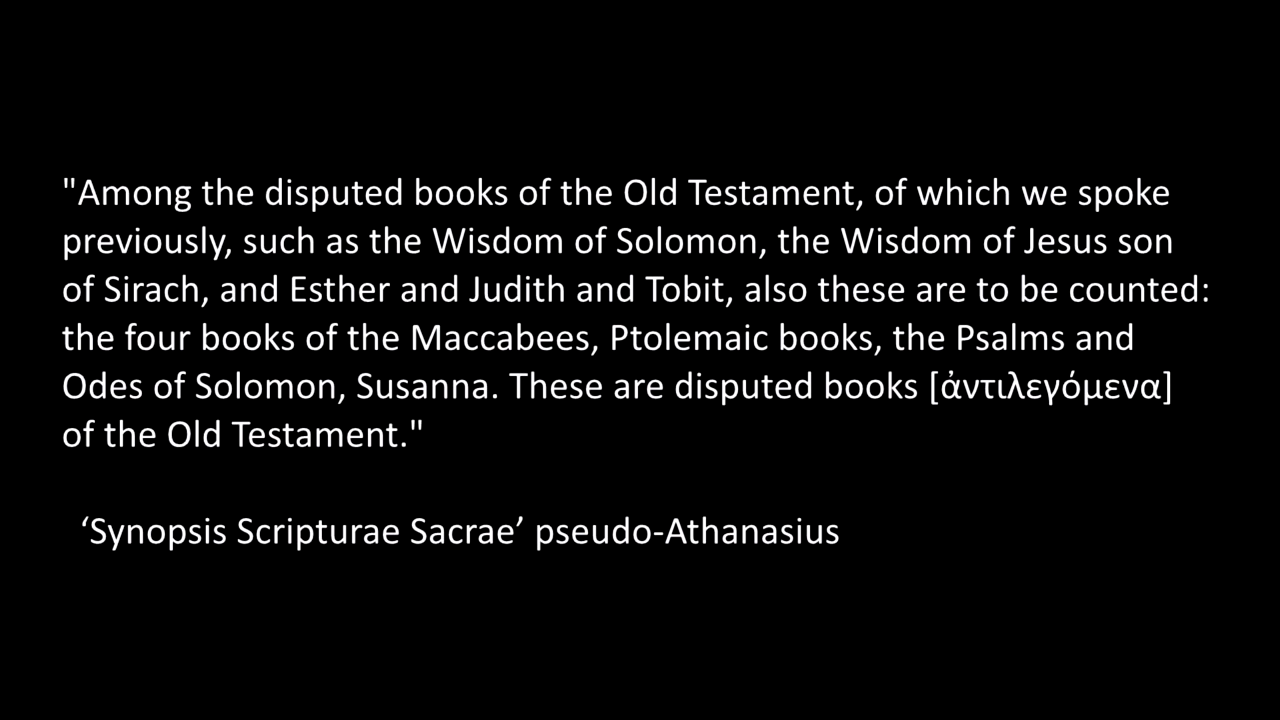 "Among the disputed books of the Old Testament, of which we spoke
previously, such as the Wisdom of Solomon, the Wisdom of Jesus son
of Sirach, and Esther and Judith and Tobit, also these are to be counted:
the four books of the Maccabees, Ptolemaic books, the Psalms and
Odes of Solomon, Susanna. These are disputed books [ἀντιλεγόμενα]
of the Old Testament."
‘Synopsis Scripturae Sacrae’ pseudo-Athanasius